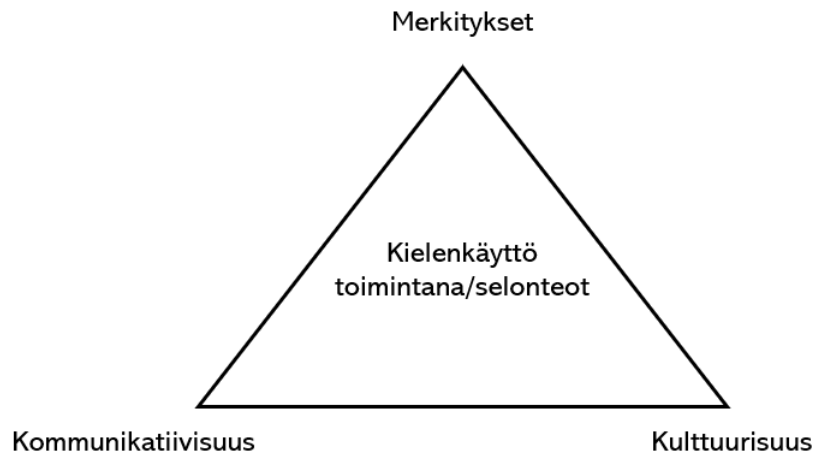 Merkitykset
Kielenkäyttö
toimintana/selonteot
Kommunikatiivisuus
Kulttuurisuus